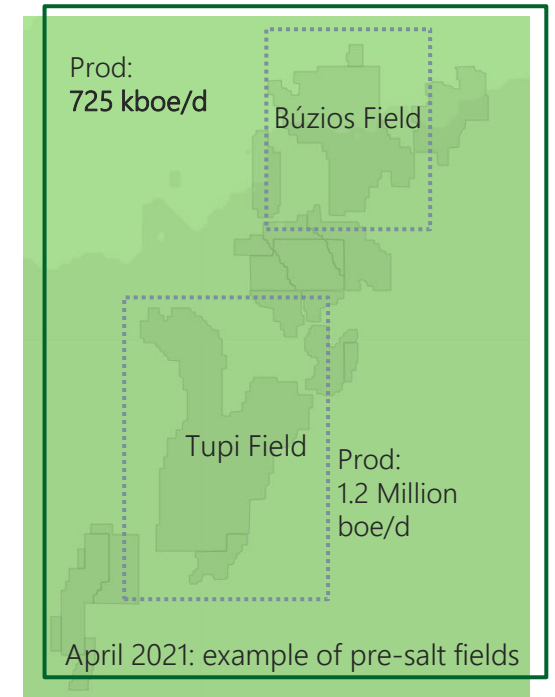 Prod:
725 kboe/d
Búzios Field
Tupi Field
Prod:
1.2 Million
boe/d
April 2021: example of pre-salt fields